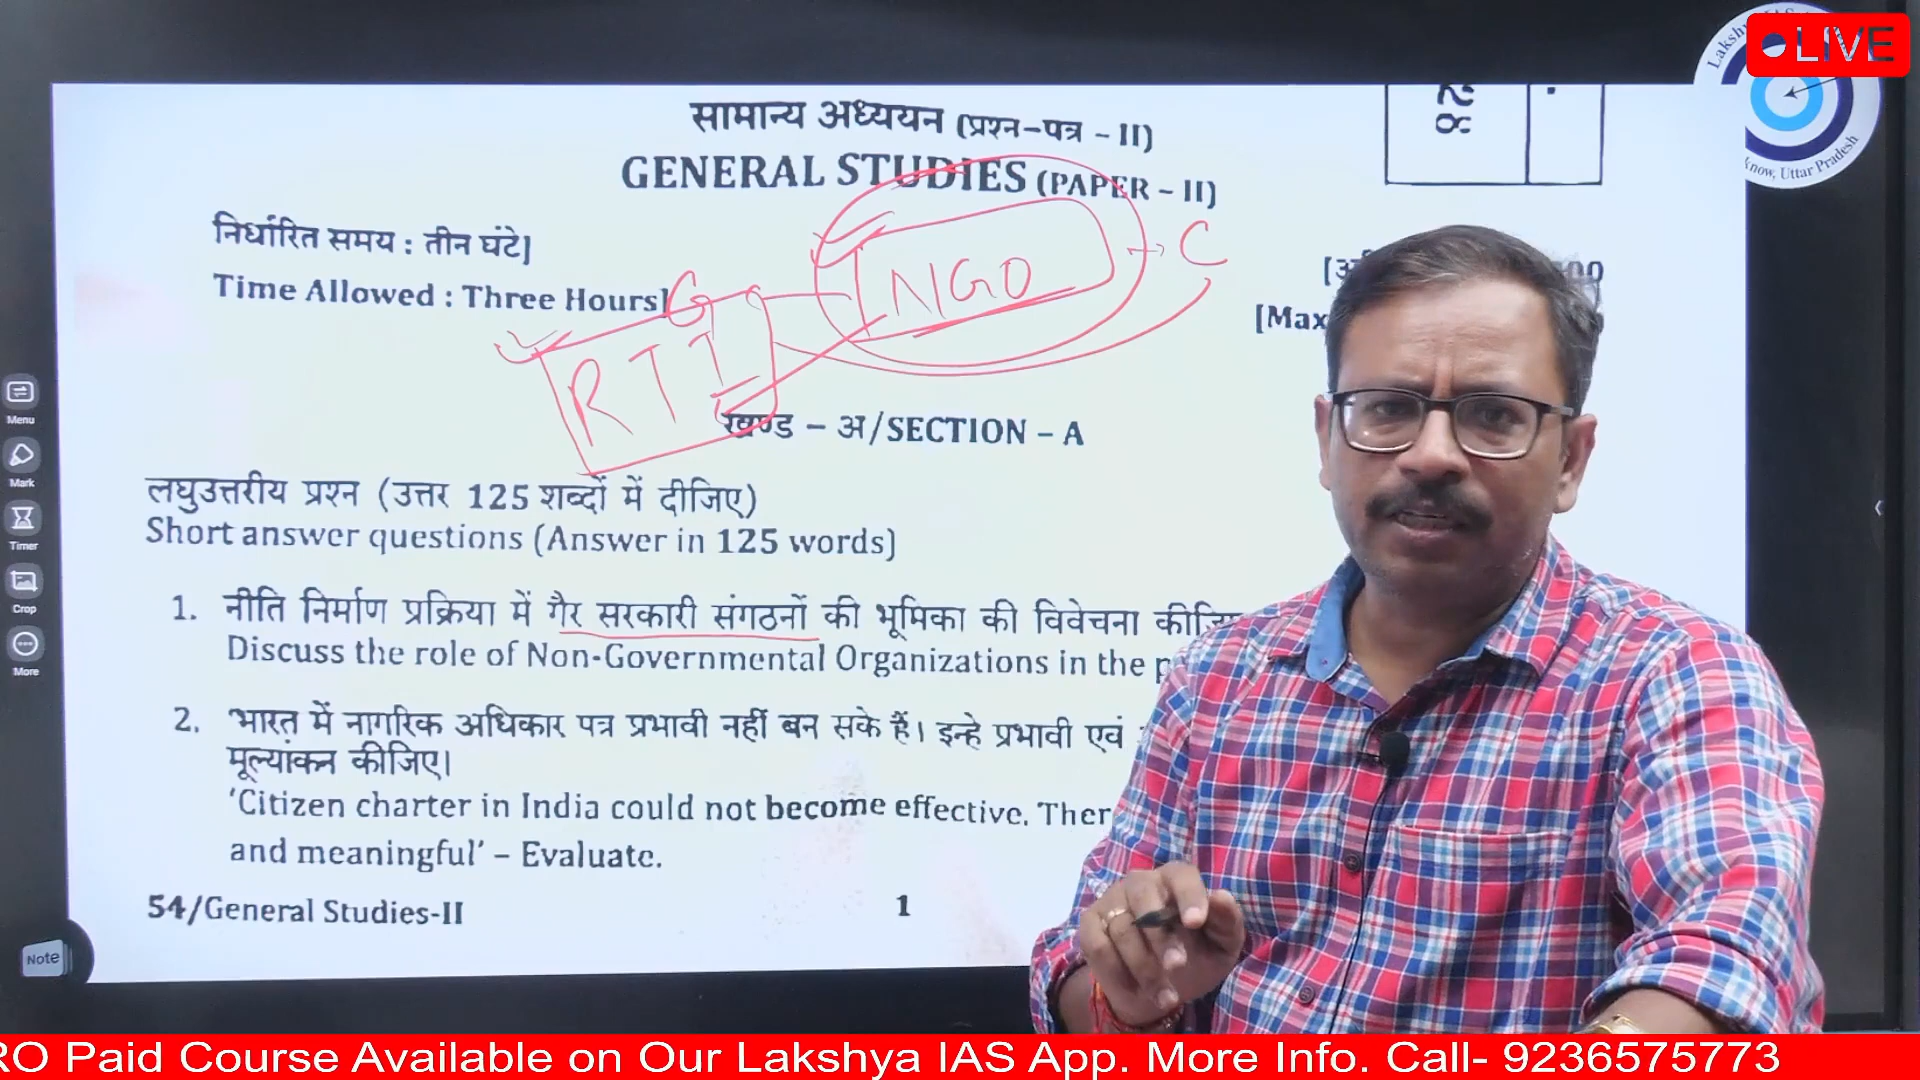 LIVE
सामान्य अध्ययन (प्रश्न-पत्र - II)
GENERAL STUDIES (PAPER - II)
28
know, Uttar Pradesh
निर्धारित समय : तीन घंटे]
Time Allowed : Three Hours]
[Max
G
NGO
C
RTI
खण्ड - अ/SECTION - A
लघुउत्तरीय प्रश्न (उत्तर 125 शब्दों में दीजिए)
Short answer questions (Answer in 125 words)
1. नीति निर्माण प्रक्रिया में गैर सरकारी संगठनों की भूमिका की विवेचना
Discuss the role of Non-Governmental Organizations in the
2. 'भारत में नागरिक अधिकार पत्र प्रभावी नहीं बन सके हैं। इन्हे प्रभावी एवं
मूल्यांकन कीजिए।
'Citizen charter in India could not become effective. Ther
and meaningful' – Evaluate.
54/General Studies-II
1
Menu
Mark
Timer
Crop
More
Note
RO Paid Course Available on Our Lakshya IAS App. More Info. Call- 9236575773